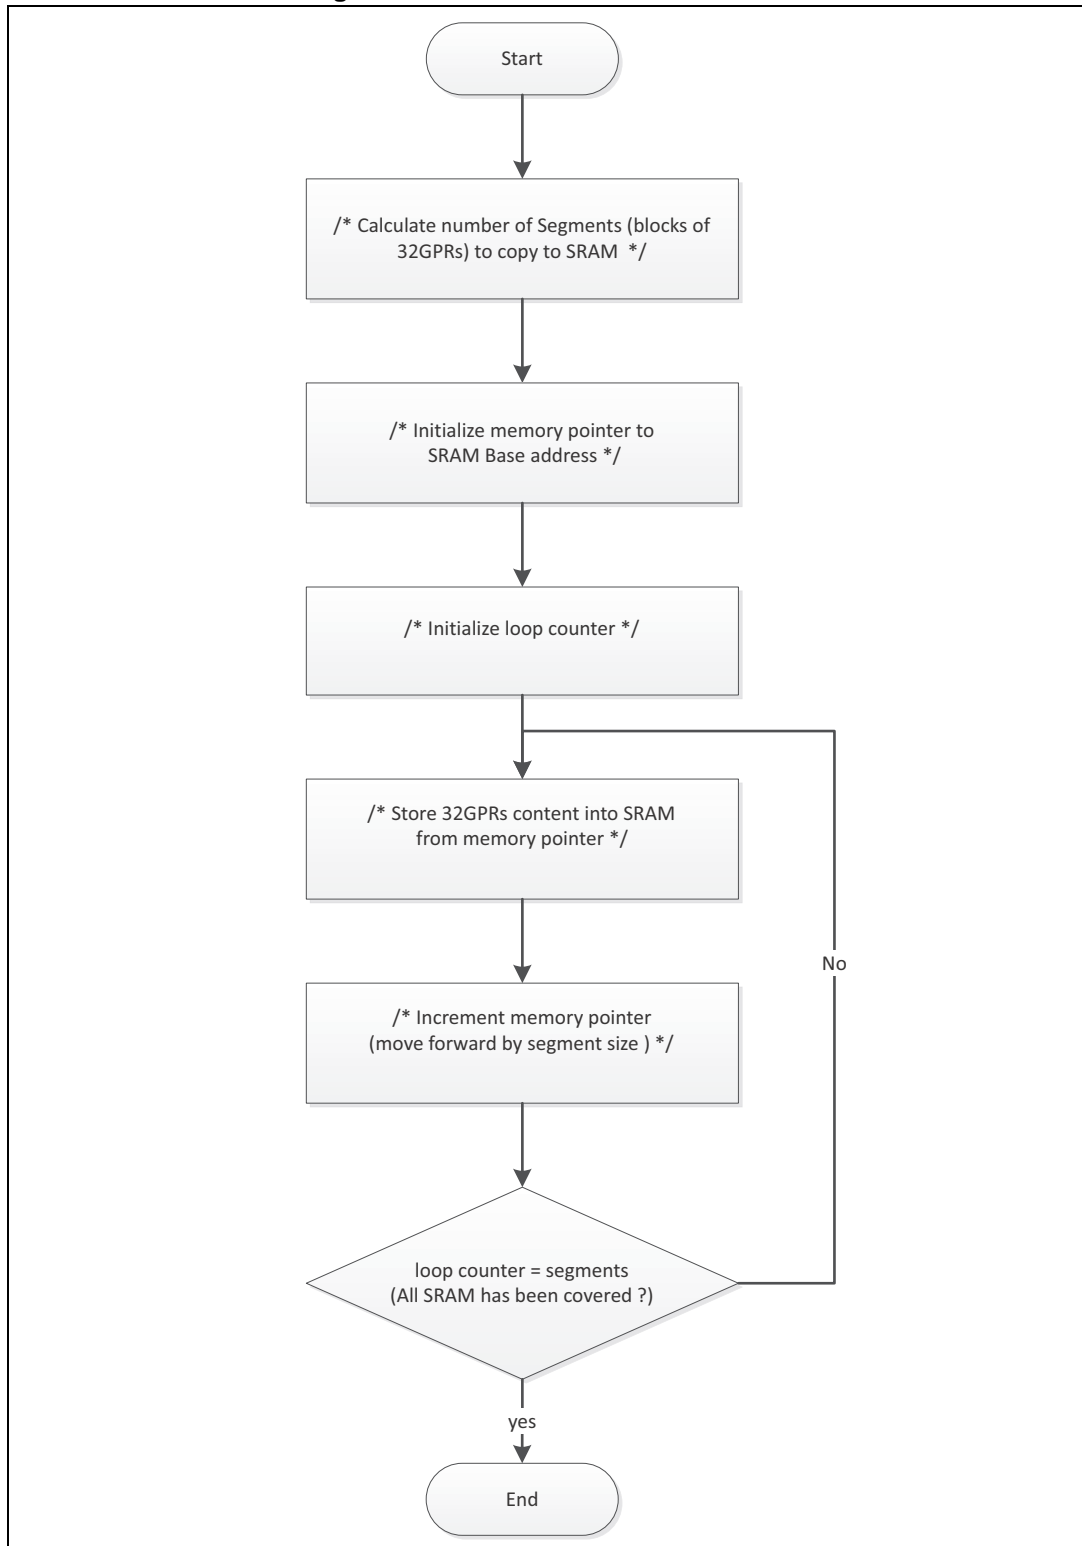 Start
/* Calculate number of Segments (blocks of
32GPRs) to copy to SRAM */
/* Initialize memory pointer to
SRAM Base address */
/* Initialize loop counter */
/* Store 32GPRs content into SRAM
from memory pointer */
No
/* Increment memory pointer
(move forward by segment size ) */
loop counter = segments
(All SRAM has been covered ?)
yes
End